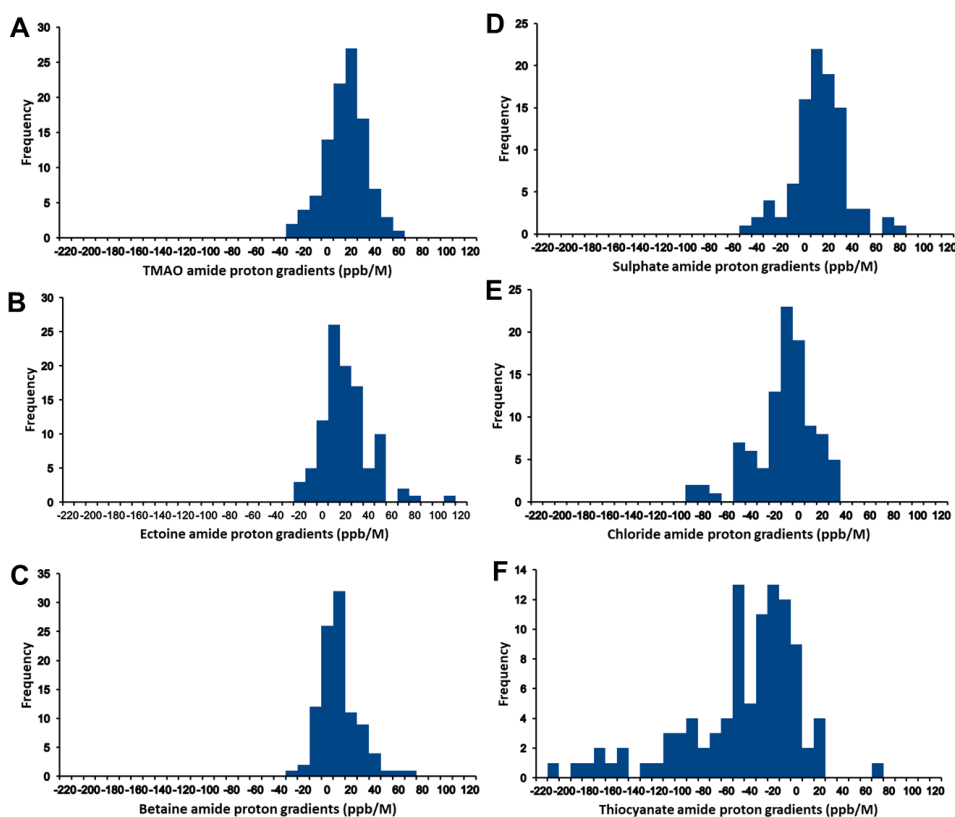 A
30
25
20
15
10
5
0
Frequency
-220 -200 -180 -160 -140 -120 -100 -80 -60 -40 -20 0 20 40 60 80 100 120
TMAO amide proton gradients (ppb/M)
B
30
25
20
15
10
5
0
Frequency
-220 -200 -180 -160 -140 -120 -100 -80 -60 -40 -20 0 20 40 60 80 100 120
Ectoine amide proton gradients (ppb/M)
C
35
30
25
20
15
10
5
0
Frequency
-220 -200 -180 -160 -140 -120 -100 -80 -60 -40 -20 0 20 40 60 80 100 120
Betaine amide proton gradients (ppb/M)
D
25
20
15
10
5
0
Frequency
-220 -200 -180 -160 -140 -120 -100 -80 -60 -40 -20 0 20 40 60 80 100 120
Sulphate amide proton gradients (ppb/M)
E
25
20
15
10
5
0
Frequency
-220 -200 -180 -160 -140 -120 -100 -80 -60 -40 -20 0 20 40 60 80 100 120
Chloride amide proton gradients (ppb/M)
F
14
12
10
8
6
4
2
0
Frequency
-220 -200 -180 -160 -140 -120 -100 -80 -60 -40 -20 0 20 40 60 80 100 120
Thiocyanate amide proton gradients (ppb/M)